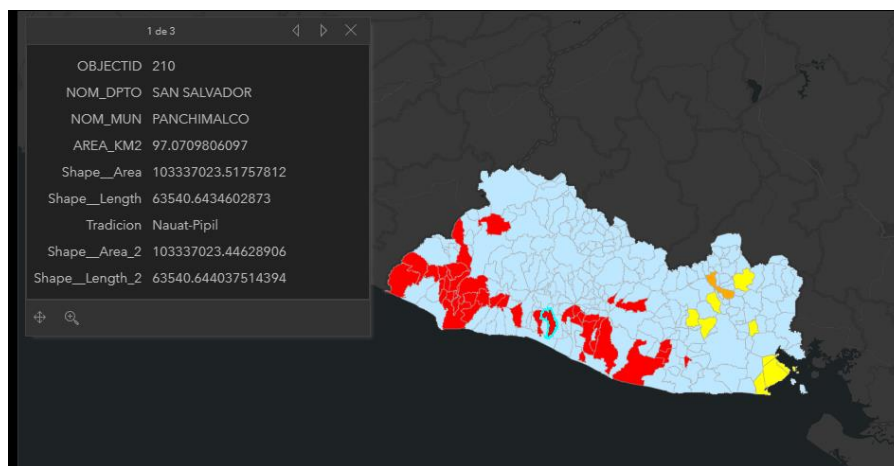 1 de 3
OBJECTID 210
NOM_DPTO SAN SALVADOR
NOM_MUN PANCHIMALCO
AREA_KM2 97.0709806097
Shape__Area 103337023.51757812
Shape__Length 63540.6434602873
Tradicion Nauat-Pipil
Shape__Area_2 103337023.44628906
Shape__Length_2 63540.644037514394